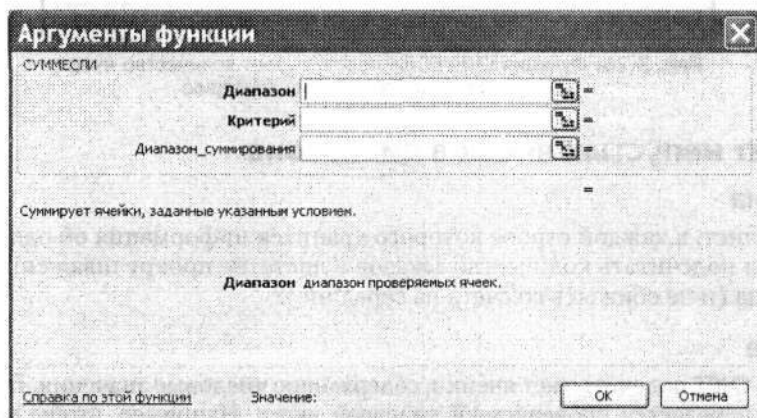 Аргументы функции
СУММЕСЛИ
Диапазон =
Критерий =
Диапазон_суммирования =
=
Суммирует ячейки, заданные указанным условием.
Диапазон диапазон проверяемых ячеек.
Справка по этой функции Значение: ОК Отмена